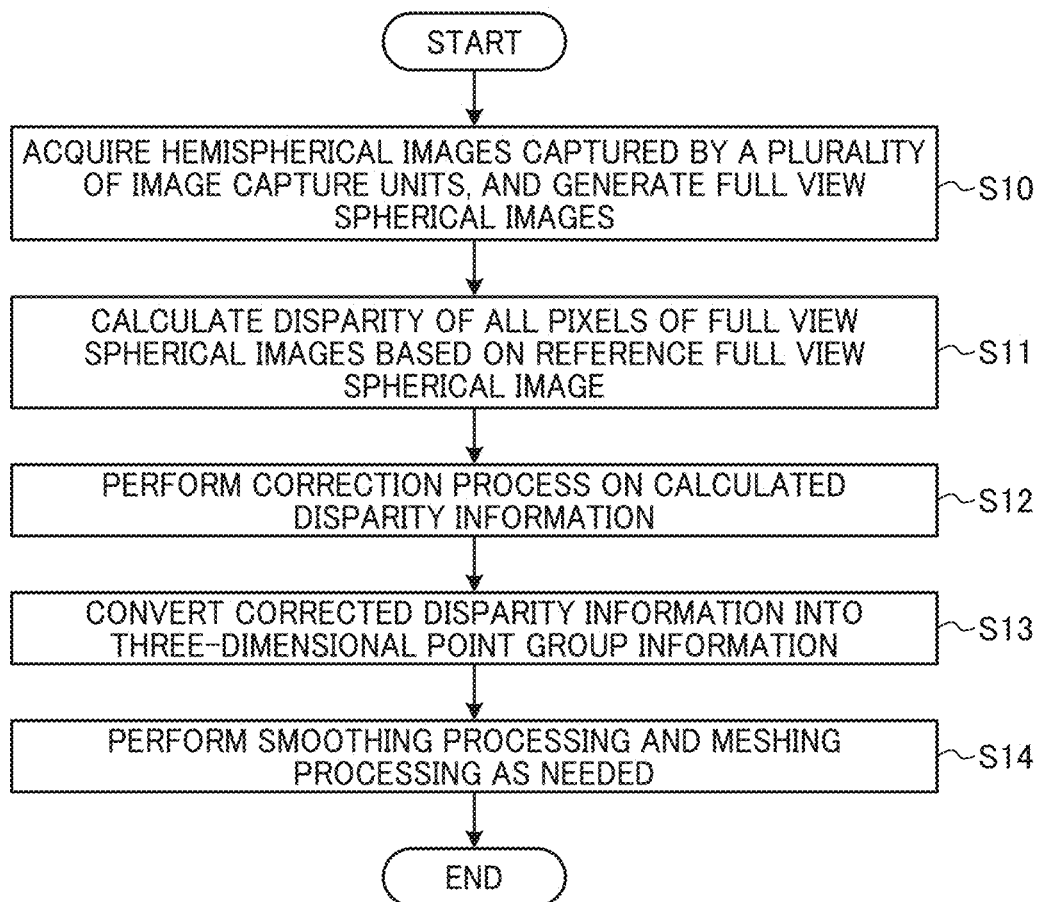 START
ACQUIRE HEMISPHERICAL IMAGES CAPTURED BY A PLURALITY
OF IMAGE CAPTURE UNITS, AND GENERATE FULL VIEW
SPHERICAL IMAGES
S10
CALCULATE DISPARITY OF ALL PIXELS OF FULL VIEW
SPHERICAL IMAGES BASED ON REFERENCE FULL VIEW
SPHERICAL IMAGE
S11
PERFORM CORRECTION PROCESS ON CALCULATED
DISPARITY INFORMATION
S12
CONVERT CORRECTED DISPARITY INFORMATION INTO
THREE-DIMENSIONAL POINT GROUP INFORMATION
S13
PERFORM SMOOTHING PROCESSING AND MESHING
PROCESSING AS NEEDED
S14
END